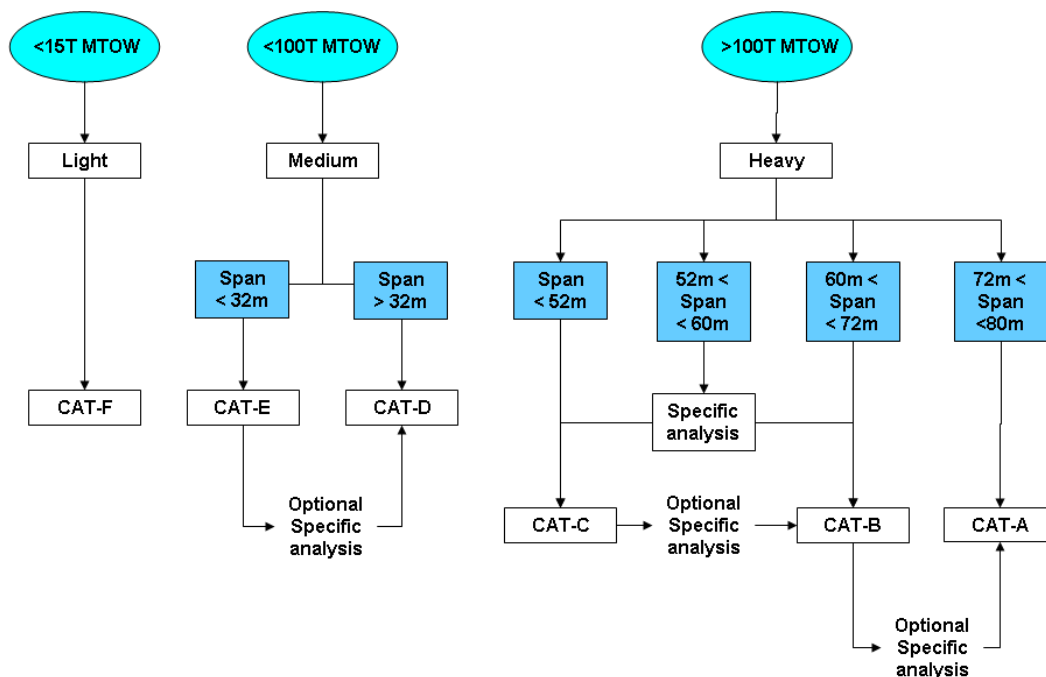 <15T MTOW
<100T MTOW
>100T MTOW
Light
Medium
Heavy
Span
< 32m
Span
> 32m
Span
< 52m
52m <
Span
< 60m
60m <
Span
< 72m
72m <
Span
<80m
CAT-F
CAT-E
CAT-D
Specific
analysis
Optional
Specific
analysis
CAT-C
Optional
Specific
analysis
CAT-B
CAT-A
Optional
Specific
analysis